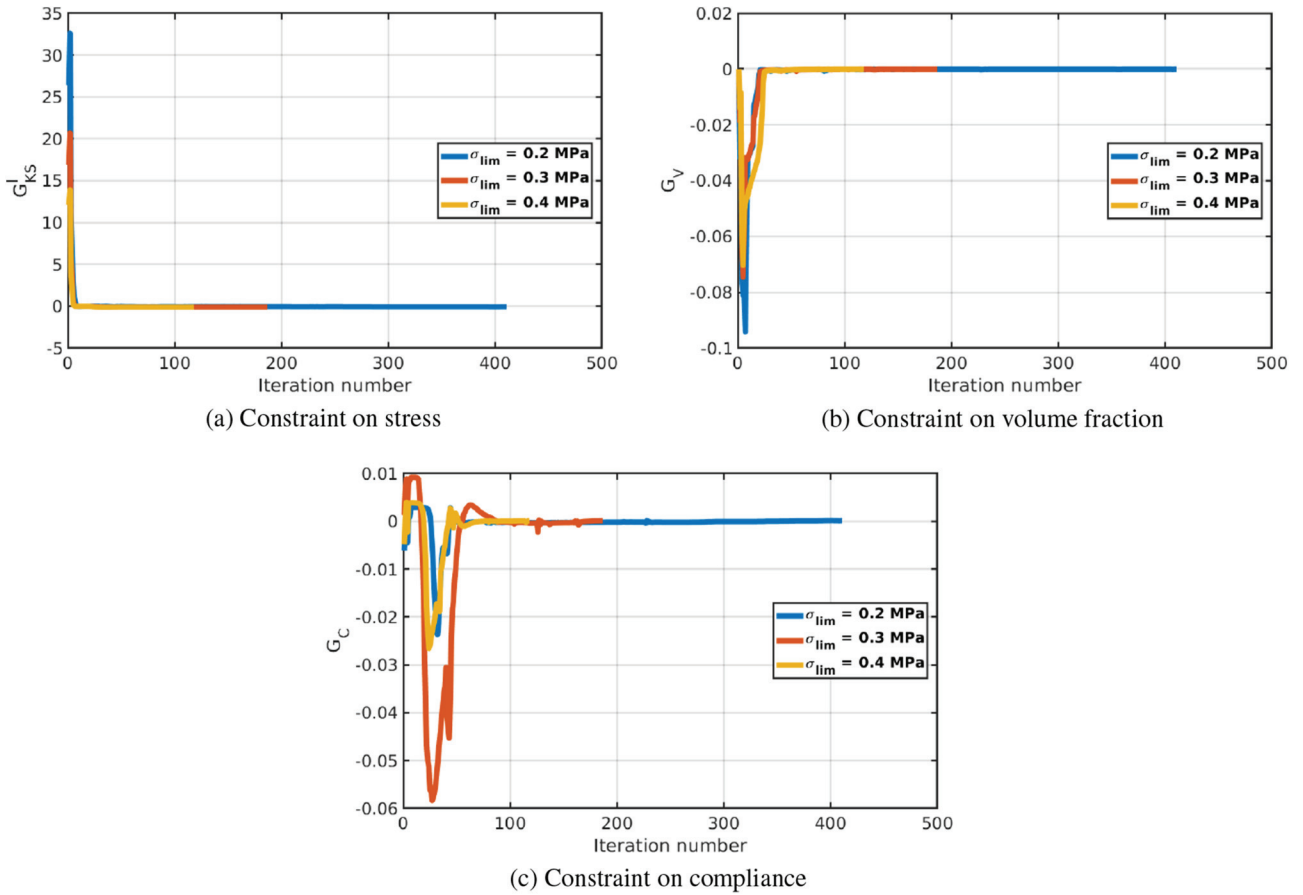 35
30
25
20
15
10
5
0
-5
G_KS^I
σ_lim = 0.2 MPa
σ_lim = 0.3 MPa
σ_lim = 0.4 MPa
0 100 200 300 400 500
Iteration number
(a) Constraint on stress
0.02
0
-0.02
-0.04
-0.06
-0.08
-0.1
G_V
σ_lim = 0.2 MPa
σ_lim = 0.3 MPa
σ_lim = 0.4 MPa
0 100 200 300 400 500
Iteration number
(b) Constraint on volume fraction
0.01
0
-0.01
-0.02
-0.03
-0.04
-0.05
-0.06
G_C
σ_lim = 0.2 MPa
σ_lim = 0.3 MPa
σ_lim = 0.4 MPa
0 100 200 300 400 500
Iteration number
(c) Constraint on compliance